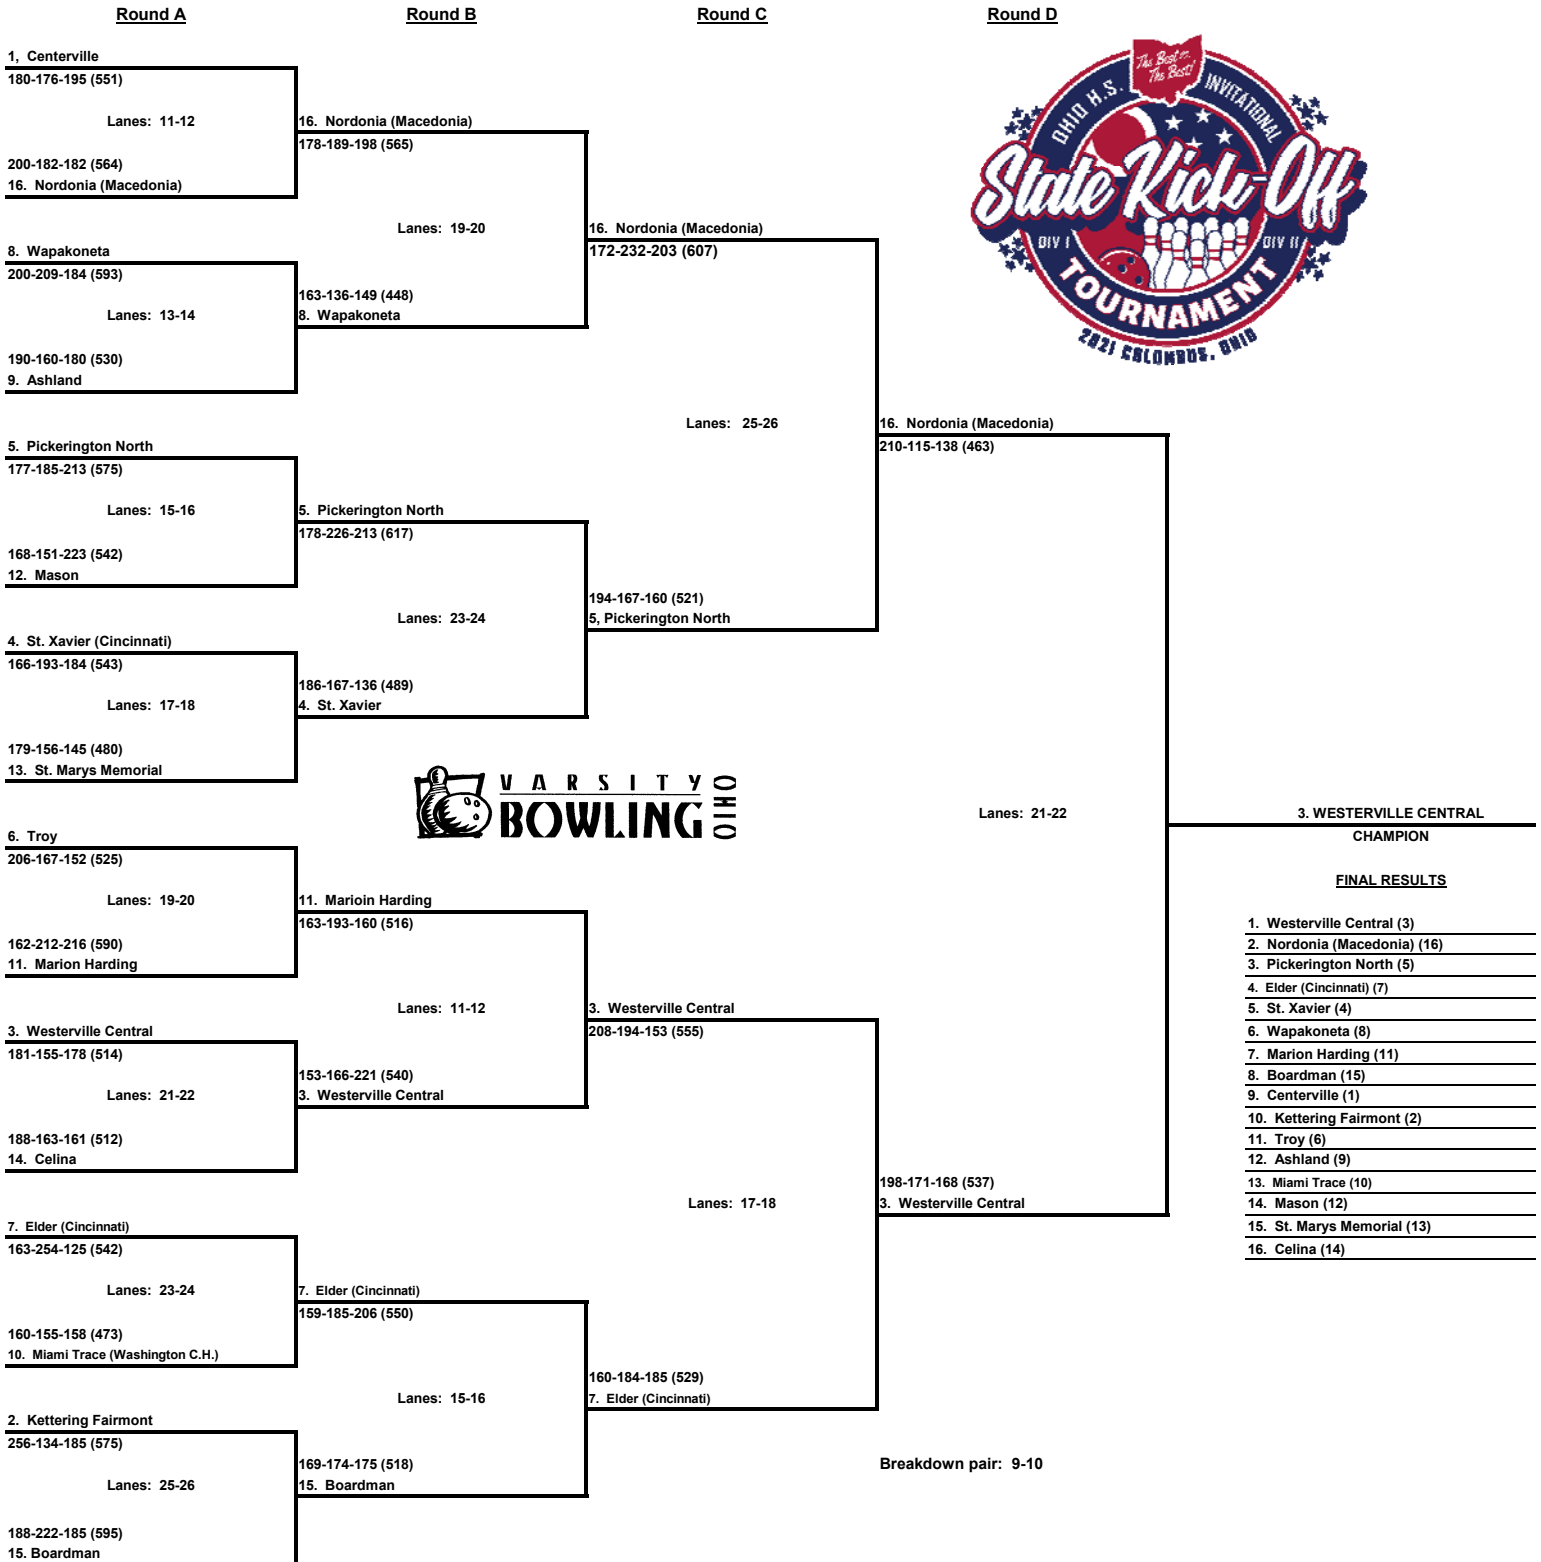 Round A
Round B
Round C
Round D
1, Centerville
180-176-195 (551)
Lanes: 11-12
200-182-182 (564)
16. Nordonia (Macedonia)
8. Wapakoneta
200-209-184 (593)
Lanes: 13-14
190-160-180 (530)
9. Ashland
5. Pickerington North
177-185-213 (575)
Lanes: 15-16
168-151-223 (542)
12. Mason
4. St. Xavier (Cincinnati)
166-193-184 (543)
Lanes: 17-18
179-156-145 (480)
13. St. Marys Memorial
6. Troy
206-167-152 (525)
Lanes: 19-20
162-212-216 (590)
11. Marion Harding
3. Westerville Central
181-155-178 (514)
Lanes: 21-22
188-163-161 (512)
14. Celina
7. Elder (Cincinnati)
163-254-125 (542)
Lanes: 23-24
160-155-158 (473)
10. Miami Trace (Washington C.H.)
2. Kettering Fairmont
256-134-185 (575)
Lanes: 25-26
188-222-185 (595)
15. Boardman
16. Nordonia (Macedonia)
178-189-198 (565)
Lanes: 19-20
163-136-149 (448)
8. Wapakoneta
5. Pickerington North
178-226-213 (617)
Lanes: 23-24
186-167-136 (489)
4. St. Xavier
VARSITY
BOWLING
OHIO
11. Marioin Harding
163-193-160 (516)
Lanes: 11-12
153-166-221 (540)
3. Westerville Central
7. Elder (Cincinnati)
159-185-206 (550)
Lanes: 15-16
169-174-175 (518)
15. Boardman
16. Nordonia (Macedonia)
172-232-203 (607)
Lanes: 25-26
194-167-160 (521)
5, Pickerington North
3. Westerville Central
208-194-153 (555)
Lanes: 17-18
160-184-185 (529)
7. Elder (Cincinnati)
The Best vs.
The Best!
OHIO H.S.
INVITATIONAL
State Kick-Off
DIV I
DIV II
TOURNAMENT
2021 COLUMBUS, OHIO
16. Nordonia (Macedonia)
210-115-138 (463)
Lanes: 21-22
198-171-168 (537)
3. Westerville Central
Breakdown pair: 9-10
3. WESTERVILLE CENTRAL
CHAMPION
FINAL RESULTS
1. Westerville Central (3)
2. Nordonia (Macedonia) (16)
3. Pickerington North (5)
4. Elder (Cincinnati) (7)
5. St. Xavier (4)
6. Wapakoneta (8)
7. Marion Harding (11)
8. Boardman (15)
9. Centerville (1)
10. Kettering Fairmont (2)
11. Troy (6)
12. Ashland (9)
13. Miami Trace (10)
14. Mason (12)
15. St. Marys Memorial (13)
16. Celina (14)